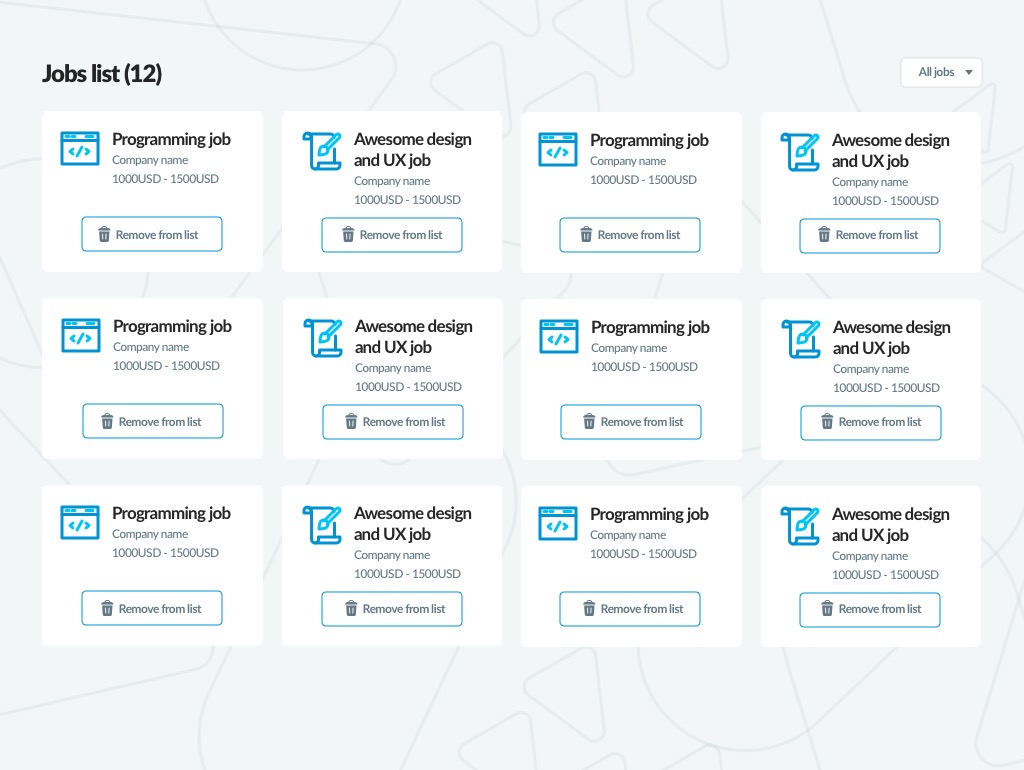 Jobs list (12)
All jobs
Programming job
Company name
1000USD - 1500USD
Remove from list
Awesome design
and UX job
Company name
1000USD - 1500USD
Remove from list
Programming job
Company name
1000USD - 1500USD
Remove from list
Awesome design
and UX job
Company name
1000USD - 1500USD
Remove from list
Programming job
Company name
1000USD - 1500USD
Remove from list
Awesome design
and UX job
Company name
1000USD - 1500USD
Remove from list
Programming job
Company name
1000USD - 1500USD
Remove from list
Awesome design
and UX job
Company name
1000USD - 1500USD
Remove from list
Programming job
Company name
1000USD - 1500USD
Remove from list
Awesome design
and UX job
Company name
1000USD - 1500USD
Remove from list
Programming job
Company name
1000USD - 1500USD
Remove from list
Awesome design
and UX job
Company name
1000USD - 1500USD
Remove from list